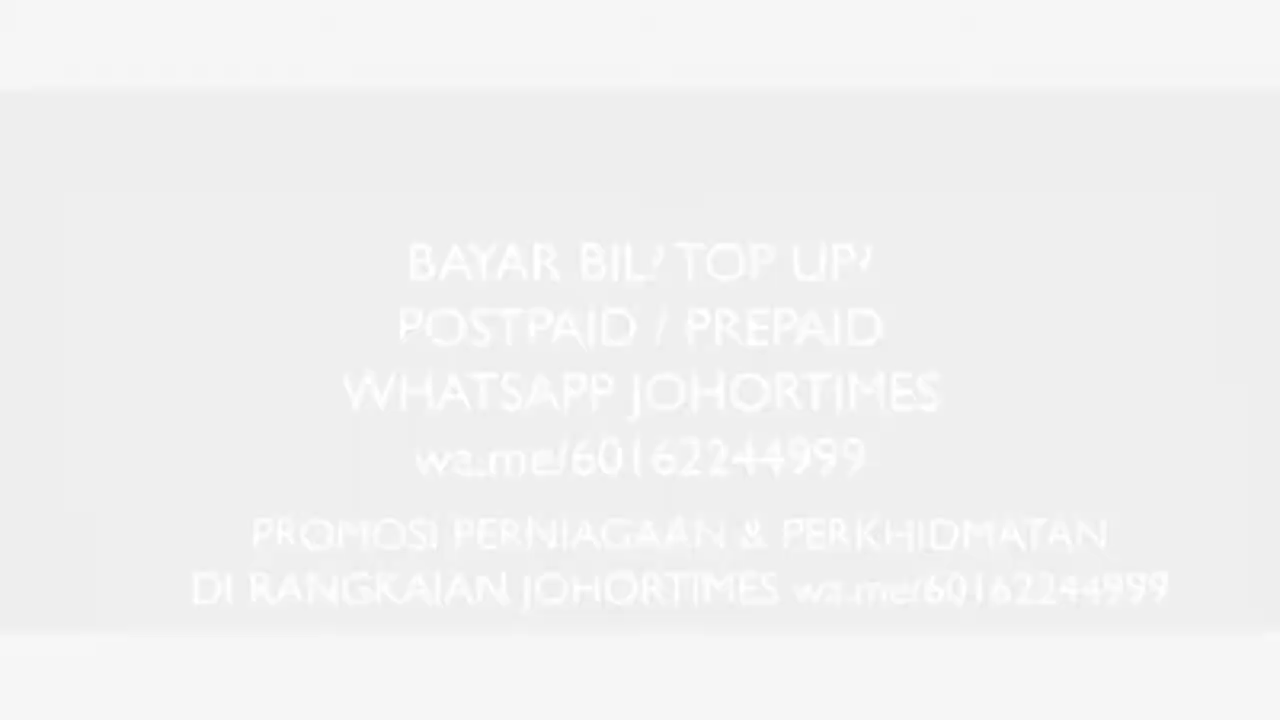 BAYAR BIL/ TOP UP/
POSTPAID / PREPAID
WHATSAPP JOHORTIMES
wa.me/60162244999
PROMOSI PERNIAGAAN & PERKHIDMATAN
DI RANGKAIAN JOHORTIMES wa.me/60162244999